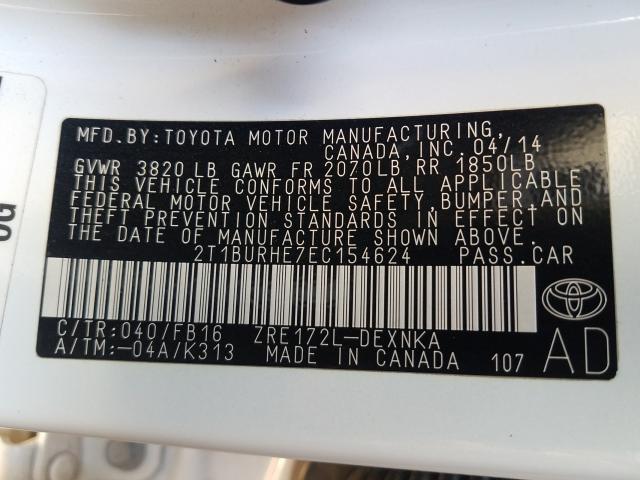 MFD.BY:TOYOTA MOTOR MANUFACTURING,
CANADA,INC. 04/14
GVWR 3820 LB GAWR FR 2070LB RR 1850LB
THIS VEHICLE CONFORMS TO ALL APPLICABLE
FEDERAL MOTOR VEHICLE SAFETY,BUMPER,AND
THEFT PREVENTION STANDARDS IN EFFECT ON
THE DATE OF MANUFACTURE SHOWN ABOVE.
2T1BURHE7EC154624 PASS.CAR
C/TR:040/FB16 ZRE172L-DEXNKA
A/TM:-04A/K313 MADE IN CANADA 107
AD